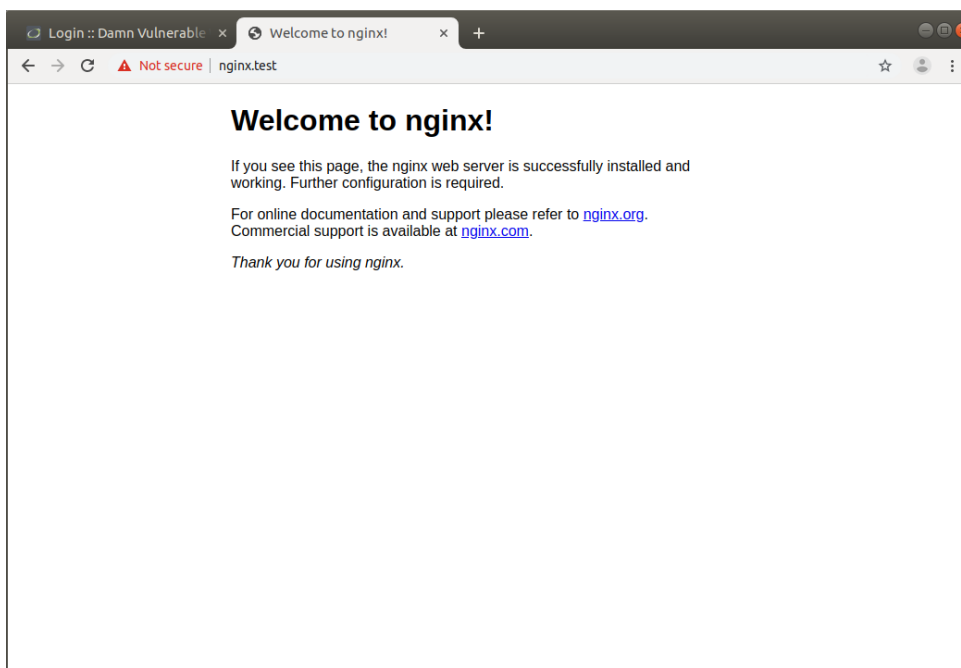 Login :: Damn Vulnerable
Welcome to nginx!
Not secure | nginx.test
Welcome to nginx!
If you see this page, the nginx web server is successfully installed and
working. Further configuration is required.
For online documentation and support please refer to nginx.org.
Commercial support is available at nginx.com.
Thank you for using nginx.